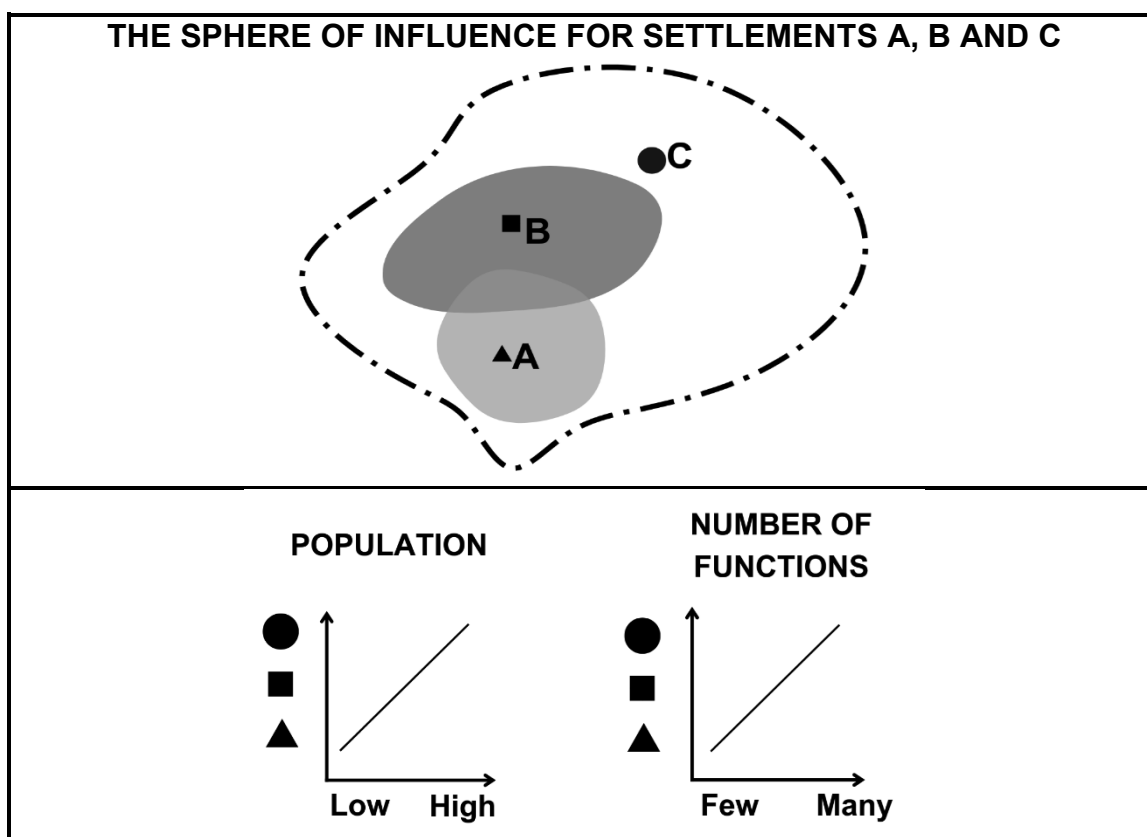 THE SPHERE OF INFLUENCE FOR SETTLEMENTS A, B AND C
C
B
A
POPULATION
Low High
NUMBER OF
FUNCTIONS
Few Many